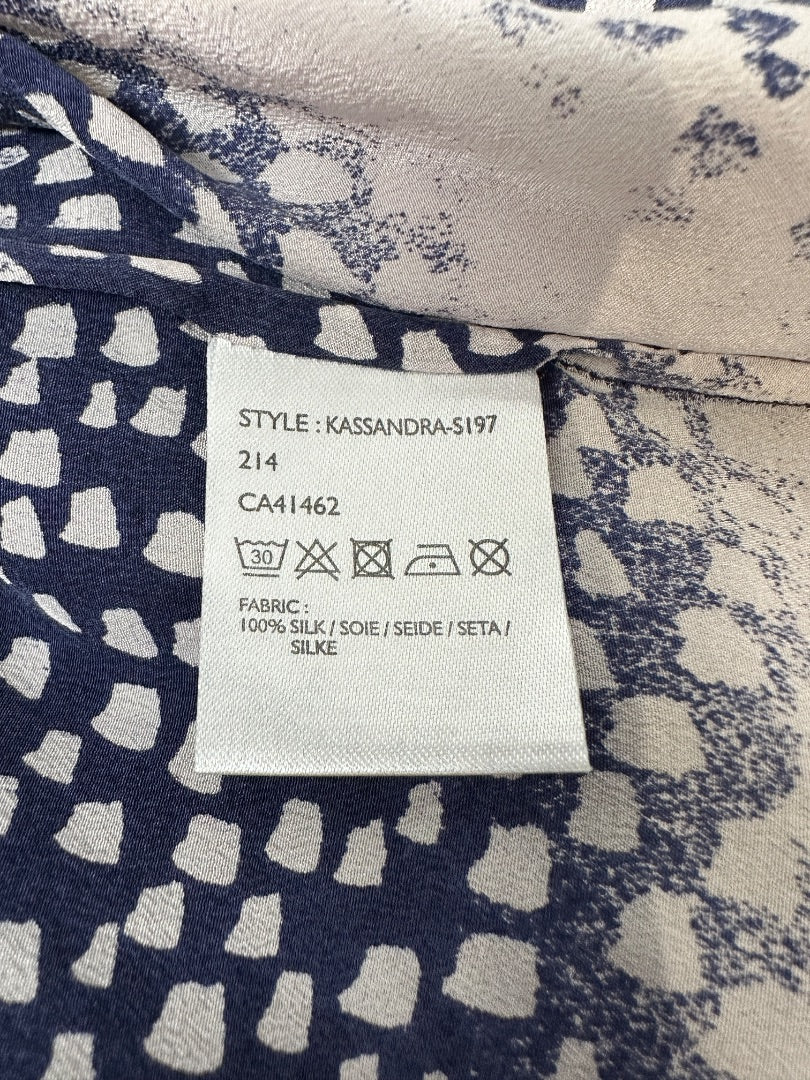 STYLE : KASSANDRA-S197
214
CA41462
30
FABRIC :
100% SILK / SOIE / SEIDE / SETA /
SILKE